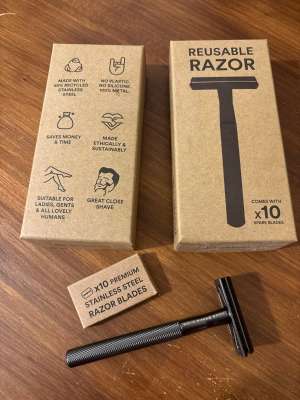 MADE WITH
30% RECYCLED
STAINLESS
STEEL
NO PLASTIC.
NO SILICONE.
100% METAL.
SAVES MONEY
& TIME
MADE
ETHICALLY &
SUSTAINABLY
SUITABLE FOR
LADIES, GENTS
& ALL LOVELY
HUMANS
GREAT CLOSE
SHAVE
REUSABLE
RAZOR
COMES WITH
x10
SPARE BLADES
x10 PREMIUM
STAINLESS STEEL
RAZOR BLADES